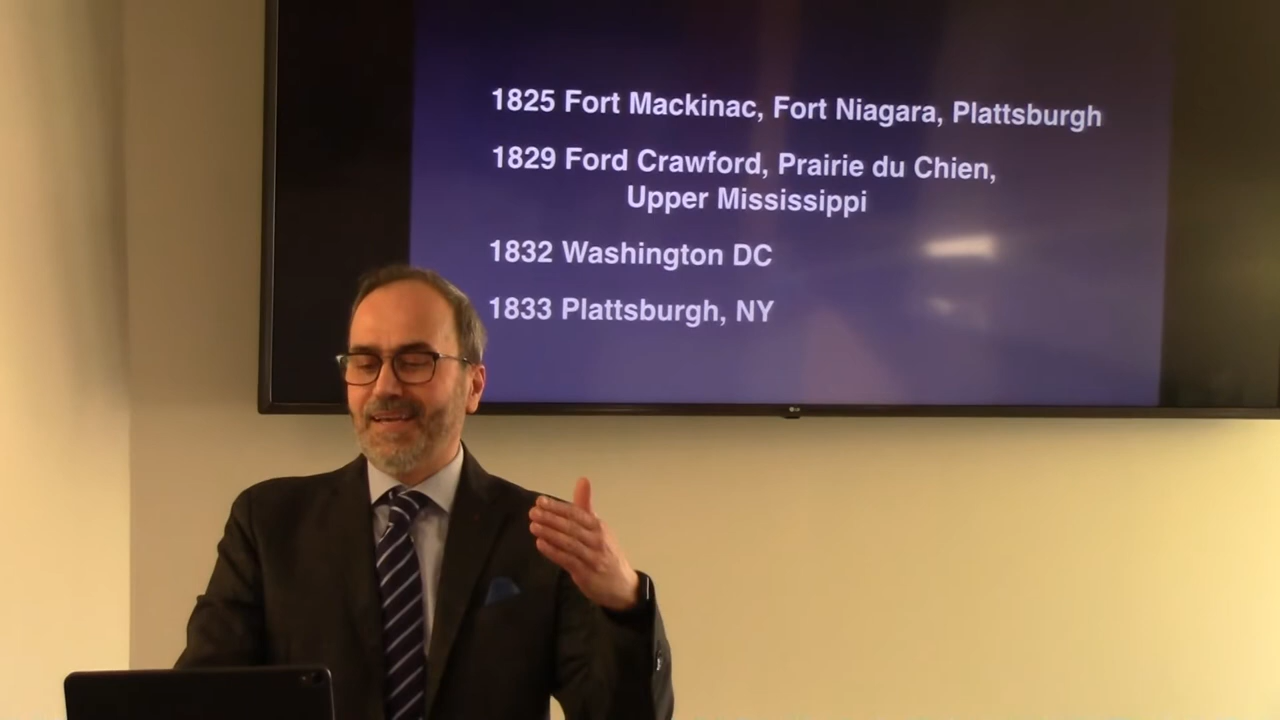 1825 Fort Mackinac, Fort Niagara, Plattsburgh
1829 Ford Crawford, Prairie du Chien,
Upper Mississippi
1832 Washington DC
1833 Plattsburgh, NY
LG